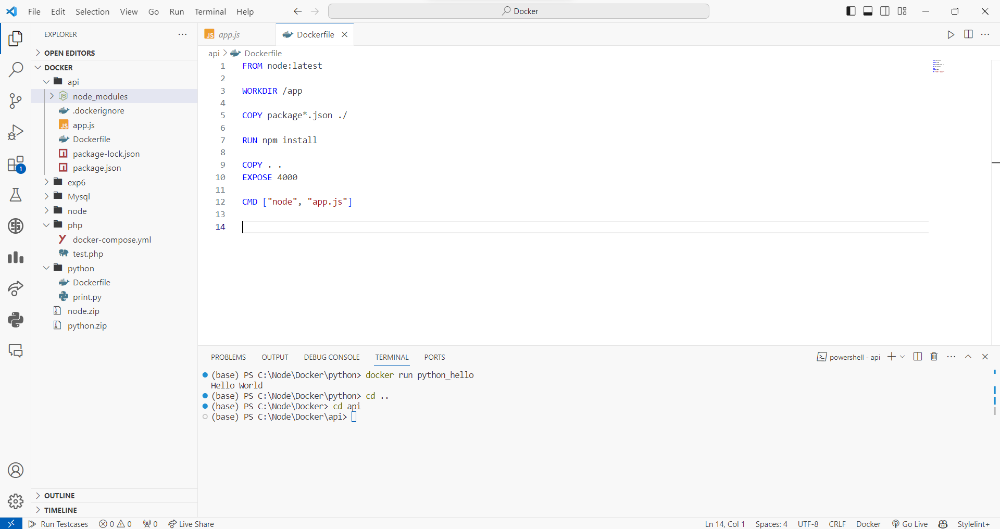 File Edit Selection View Go Run Terminal Help
Docker
EXPLORER
OPEN EDITORS
DOCKER
api
node_modules
.dockerignore
app.js
Dockerfile
package-lock.json
package.json
exp6
Mysql
node
php
docker-compose.yml
test.php
python
Dockerfile
print.py
node.zip
python.zip
OUTLINE
TIMELINE
1
JS app.js
Dockerfile
api > Dockerfile
1 FROM node:latest
2
3 WORKDIR /app
4
5 COPY package*.json ./
6
7 RUN npm install
8
9 COPY . .
10 EXPOSE 4000
11
12 CMD ["node", "app.js"]
13
14
PROBLEMS OUTPUT DEBUG CONSOLE TERMINAL PORTS
powershell - api
(base) PS C:\Node\Docker\python> docker run python_hello
Hello World
(base) PS C:\Node\Docker\python> cd ..
(base) PS C:\Node\Docker> cd api
(base) PS C:\Node\Docker\api>
Run Testcases 0 0 0 Live Share
Ln 14, Col 1 Spaces: 4 UTF-8 CRLF Docker Go Live Stylelint+